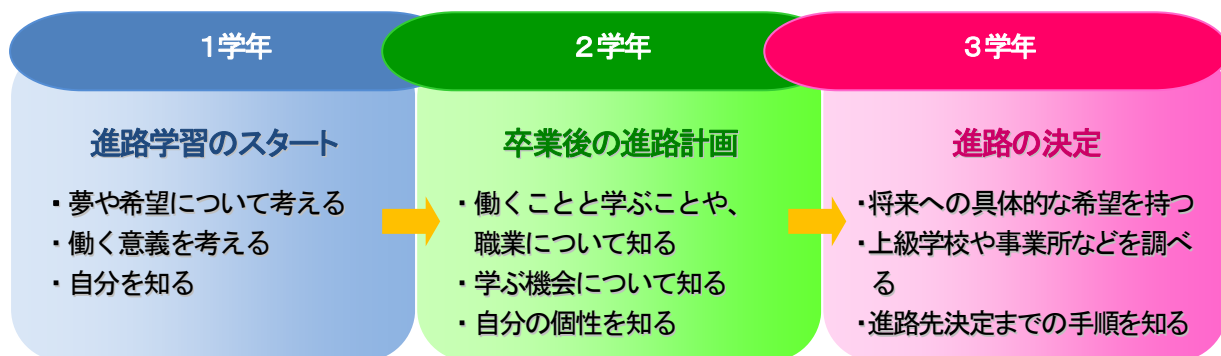 1学年
進路学習のスタート
・夢や希望について考える
・働く意義を考える
・自分を知る
2学年
卒業後の進路計画
・働くことと学ぶことや、
職業について知る
・学ぶ機会について知る
・自分の個性を知る
3学年
進路の決定
・将来への具体的な希望を持つ
・上級学校や事業所などを調べ
る
・進路先決定までの手順を知る